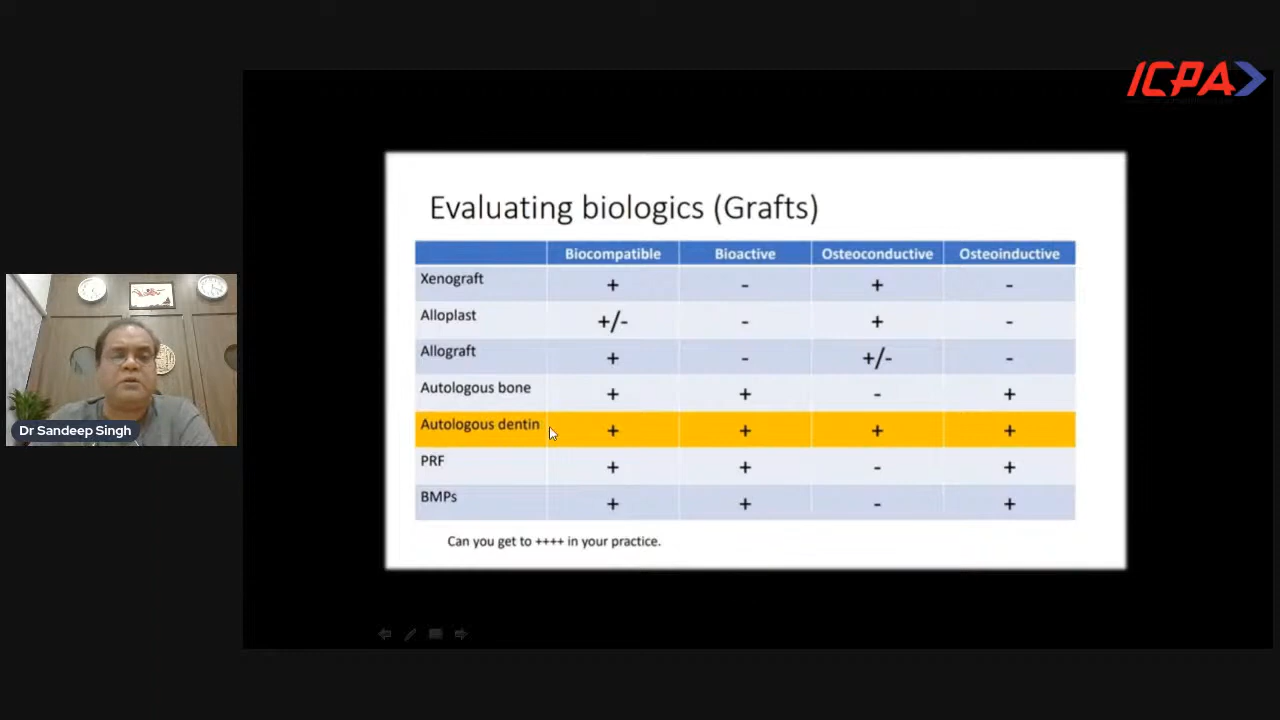 ICPA
Evaluating biologics (Grafts)
Biocompatible Bioactive Osteoconductive Osteoinductive
Xenograft + - + -
Alloplast +/- - + -
Allograft + - +/- -
Autologous bone + + - +
Autologous dentin + + + +
PRF + + - +
BMPs + + - +
Can you get to ++++ in your practice.
Dr Sandeep Singh